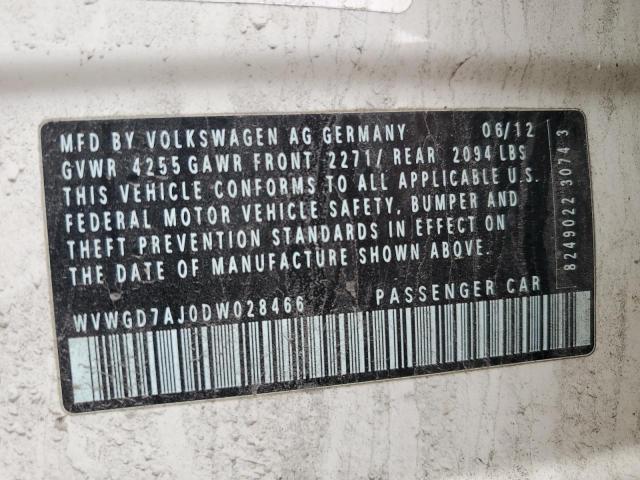 MFD BY VOLKSWAGEN AG GERMANY 06/12
GVWR 4255 GAWR FRONT 2271/ REAR 2094 LBS
THIS VEHICLE CONFORMS TO ALL APPLICABLE U.S.
FEDERAL MOTOR VEHICLE SAFETY, BUMPER AND
THEFT PREVENTION STANDARDS IN EFFECT ON
THE DATE OF MANUFACTURE SHOWN ABOVE.
WVWGD7AJ0DW028466 PASSENGER CAR
8249022 3074 3